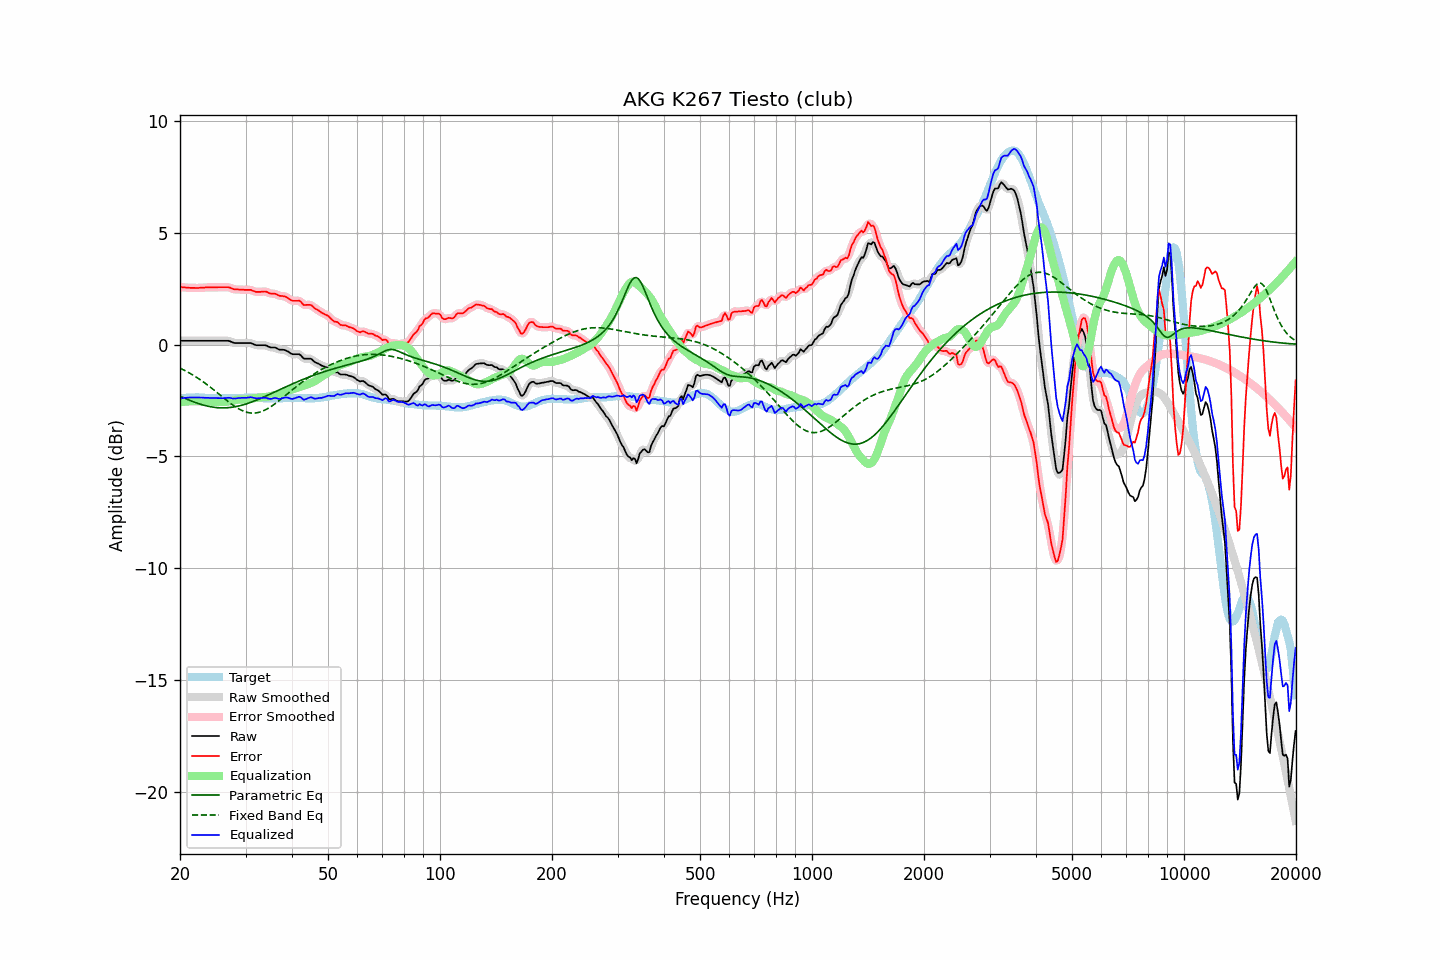 AKG K267 Tiesto (club)
10
5
0
−5
−10
−15
−20
Amplitude (dBr)
Target
Raw Smoothed
Error Smoothed
Raw
Error
Equalization
Parametric Eq
Fixed Band Eq
Equalized
20 50 100 200 500 1000 2000 5000 10000 20000
Frequency (Hz)